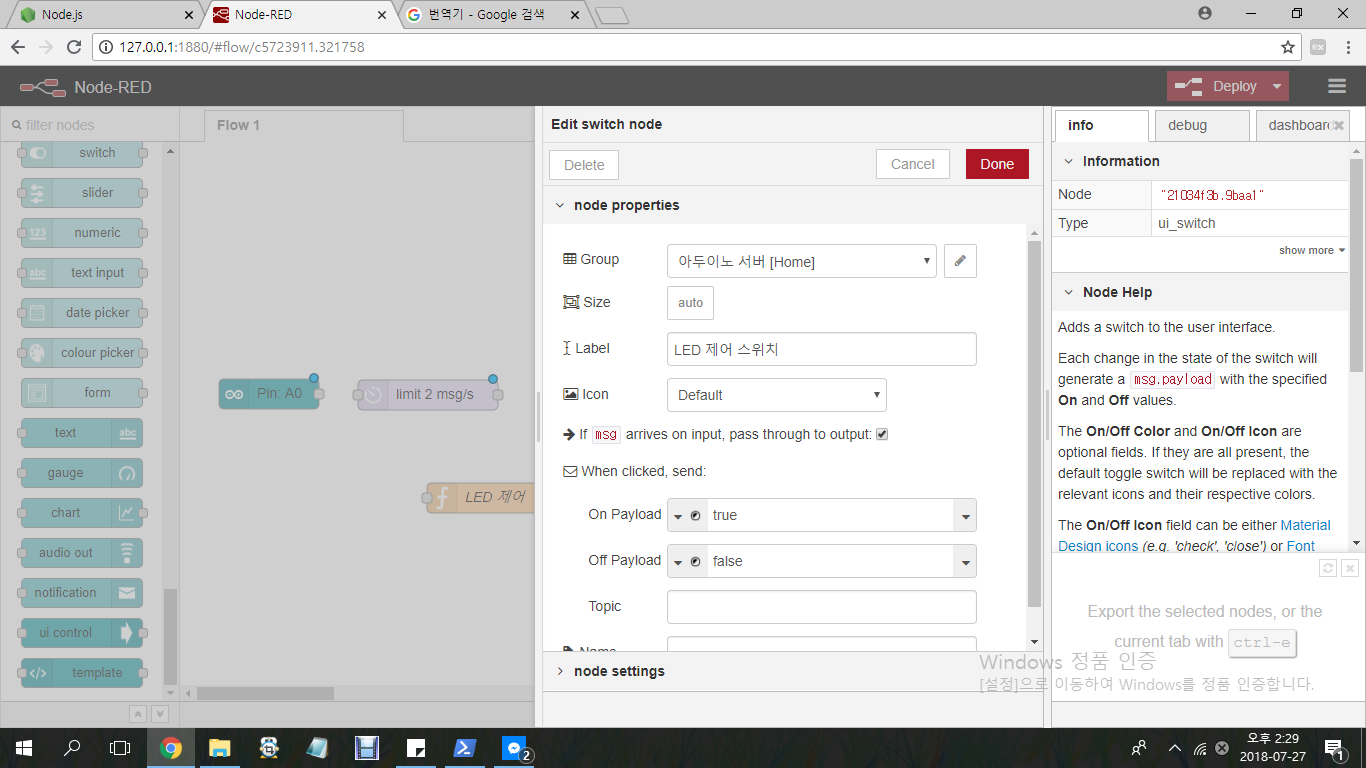 Node.js
Node-RED
번역기 - Google 검색
127.0.0.1:1880/#flow/c5723911.321758
Node-RED
Deploy
filter nodes
switch
slider
numeric
text input
date picker
colour picker
form
text
gauge
chart
audio out
notification
ui control
template
Flow 1
Pin: A0
limit 2 msg/s
LED 제어
Edit switch node
Delete
Cancel
Done
node properties
Group
아두이노 서버 [Home]
Size
auto
Label
LED 제어 스위치
Icon
Default
If msg arrives on input, pass through to output:
When clicked, send:
On Payload
true
Off Payload
false
Topic
Name
node settings
info
debug
dashboard
Information
Node
"21034f3b.9baa1"
Type
ui_switch
show more
Node Help
Adds a switch to the user interface.
Each change in the state of the switch will
generate a msg.payload with the specified
On and Off values.
The On/Off Color and On/Off Icon are
optional fields. If they are all present, the
default toggle switch will be replaced with the
relevant icons and their respective colors.
The On/Off Icon field can be either Material
Design icons (e.g. 'check', 'close') or Font
Export the selected nodes, or the
current tab with ctrl-e
Windows 정품 인증
[설정]으로 이동하여 Windows를 정품 인증합니다.
오후 2:29
2018-07-27
2
1